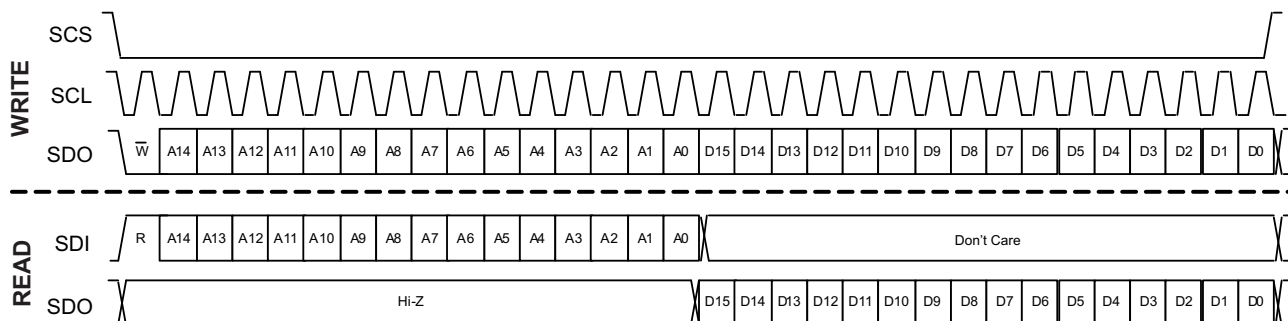 WRITE
SCS
SCL
SDO W A14 A13 A12 A11 A10 A9 A8 A7 A6 A5 A4 A3 A2 A1 A0 D15 D14 D13 D12 D11 D10 D9 D8 D7 D6 D5 D4 D3 D2 D1 D0
READ
SDI R A14 A13 A12 A11 A10 A9 A8 A7 A6 A5 A4 A3 A2 A1 A0 Don't Care
SDO Hi-Z D15 D14 D13 D12 D11 D10 D9 D8 D7 D6 D5 D4 D3 D2 D1 D0